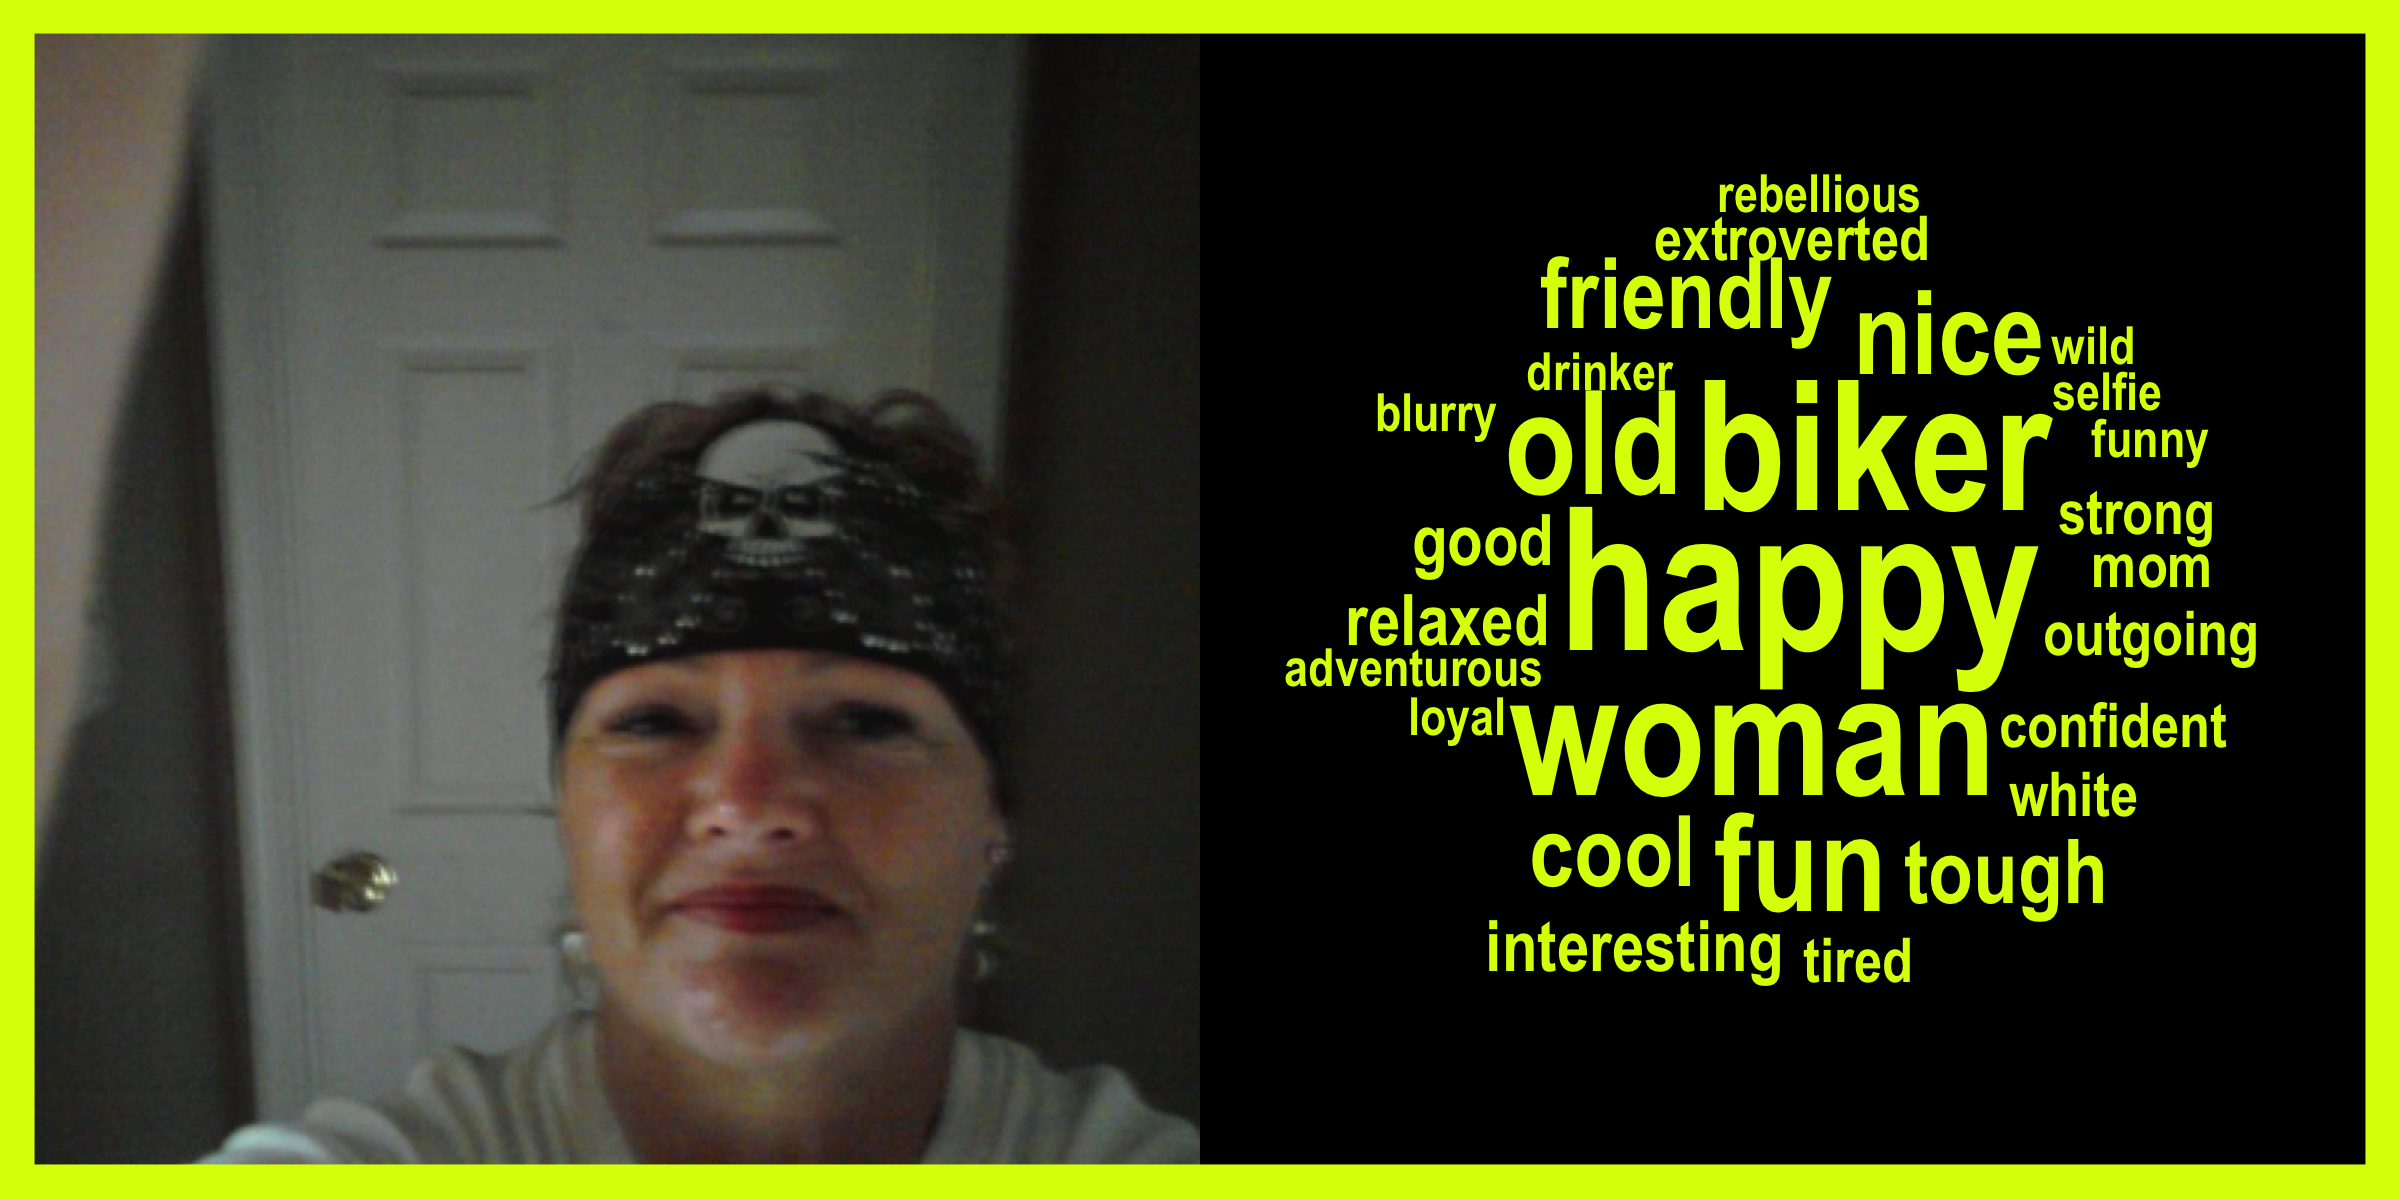 rebellious
extroverted
friendly
nice
wild
drinker
selfie
blurry
old
biker
funny
good
strong
happy
mom
relaxed
outgoing
adventurous
loyal
woman
confident
white
cool
fun
tough
interesting
tired